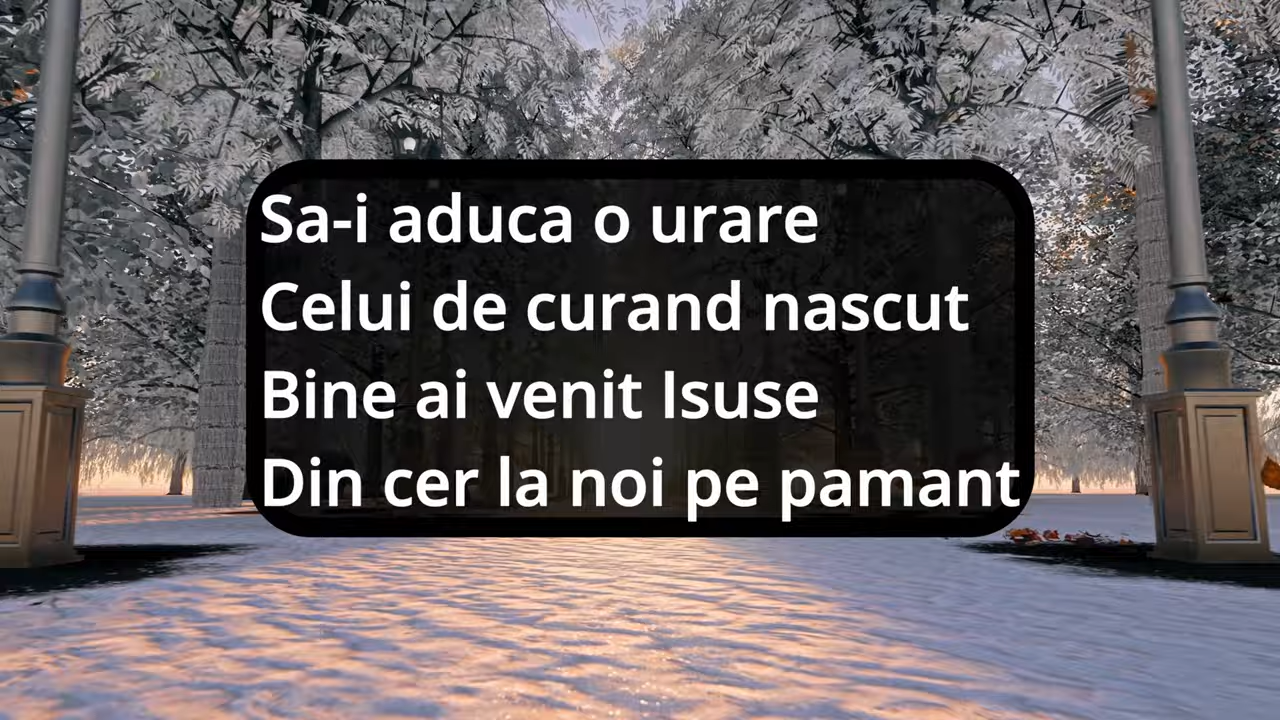 Sa-i aduca o urare
Celui de curand nascut
Bine ai venit Isuse
Din cer la noi pe pamant